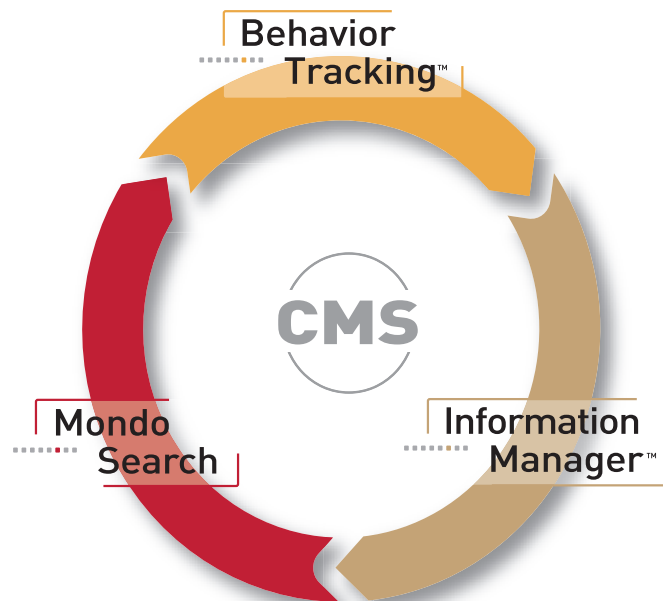 Behavior
Tracking™
CMS
Mondo
Search
Information
Manager™